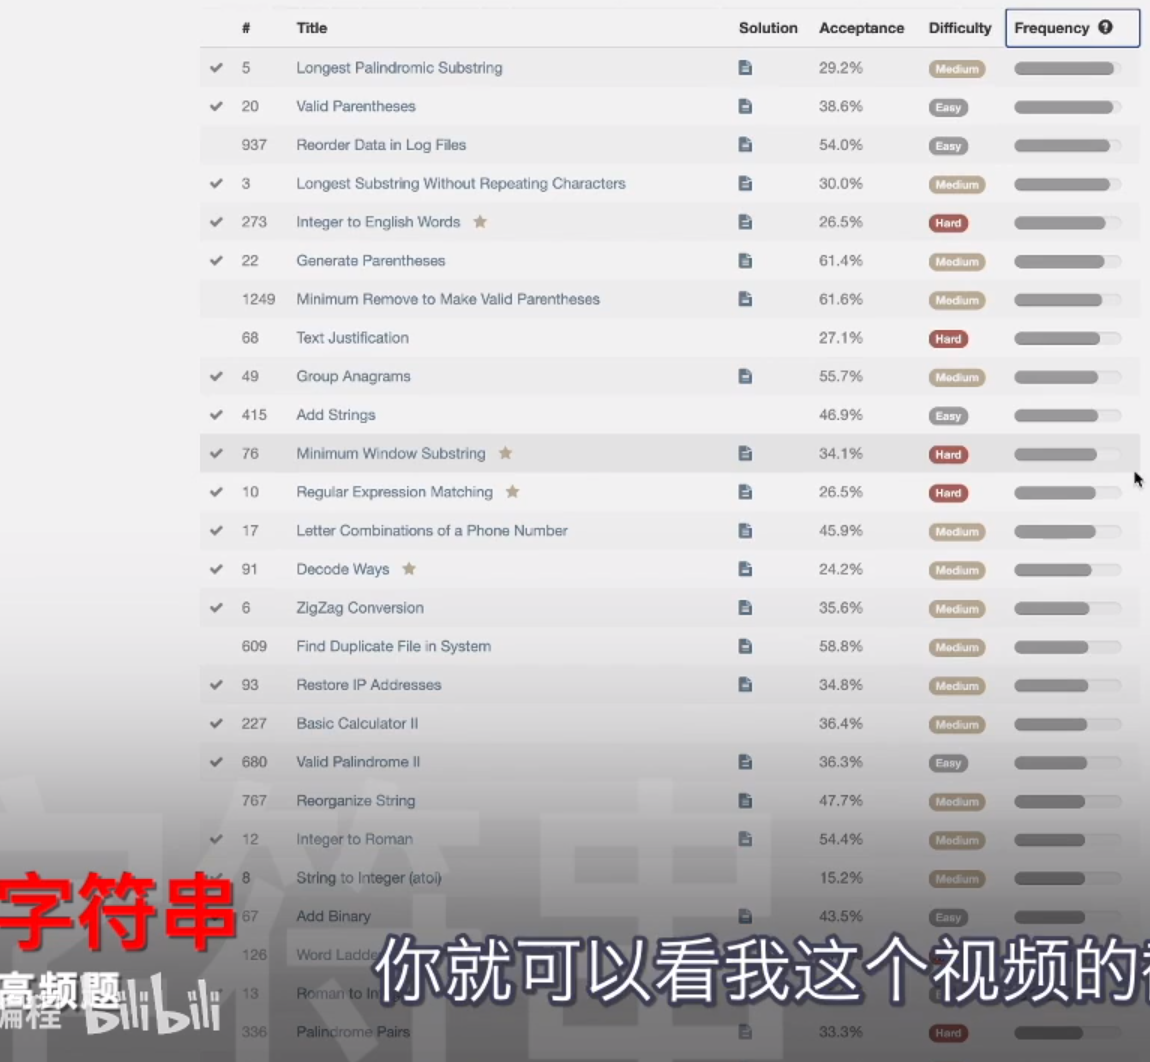 # Title Solution Acceptance Difficulty Frequency
5 Longest Palindromic Substring 29.2% Medium
20 Valid Parentheses 38.6% Easy
937 Reorder Data in Log Files 54.0% Easy
3 Longest Substring Without Repeating Characters 30.0% Medium
273 Integer to English Words 26.5% Hard
22 Generate Parentheses 61.4% Medium
1249 Minimum Remove to Make Valid Parentheses 61.6% Medium
68 Text Justification 27.1% Hard
49 Group Anagrams 55.7% Medium
415 Add Strings 46.9% Easy
76 Minimum Window Substring 34.1% Hard
10 Regular Expression Matching 26.5% Hard
17 Letter Combinations of a Phone Number 45.9% Medium
91 Decode Ways 24.2% Medium
6 ZigZag Conversion 35.6% Medium
609 Find Duplicate File in System 58.8% Medium
93 Restore IP Addresses 34.8% Medium
227 Basic Calculator II 36.4% Medium
680 Valid Palindrome II 36.3% Easy
767 Reorganize String 47.7% Medium
12 Integer to Roman 54.4% Medium
8 String to Integer (atoi) 15.2% Medium
字符串
67 Add Binary 43.5% Easy
126 Word
你就可以看我这个视频的
高频题
13 Roman to
编程 bilibili
336 Palindrome Pairs 33.3% Hard